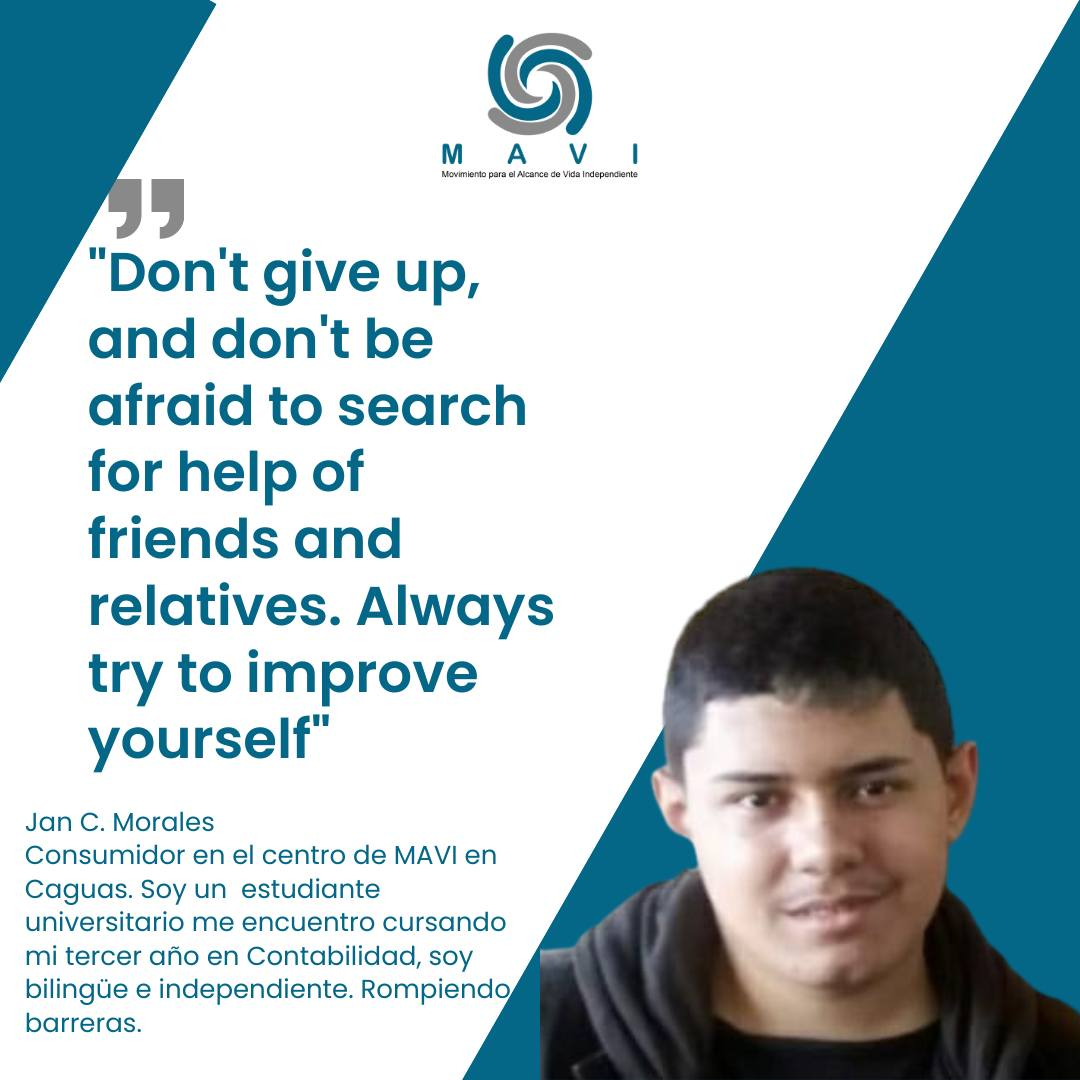 M A V I
Movimiento para el Alcance de Vida Independiente
"Don't give up,
and don't be
afraid to search
for help of
friends and
relatives. Always
try to improve
yourself"
Jan C. Morales
Consumidor en el centro de MAVI en
Caguas. Soy un  estudiante
universitario me encuentro cursando
mi tercer año en Contabilidad, soy
bilingüe e independiente. Rompiendo
barreras.